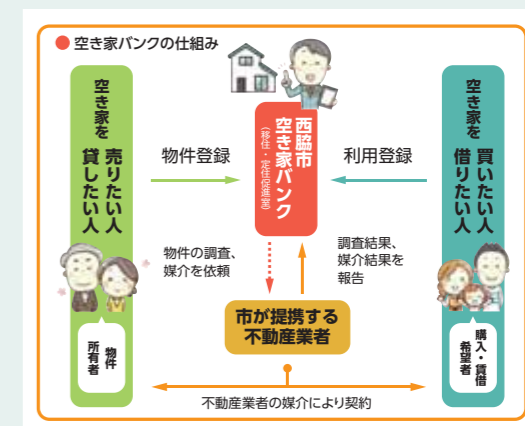 ● 空き家バンクの仕組み
空き家を
売りたい人
貸したい人
物件
所有者
物件登録
西脇市
空き家バンク
（移住・定住促進室）
利用登録
空き家を
買いたい人
借りたい人
購入・賃借
希望者
物件の調査、
媒介を依頼
調査結果、
媒介結果を
報告
市が提携する
不動産業者
不動産業者の媒介により契約